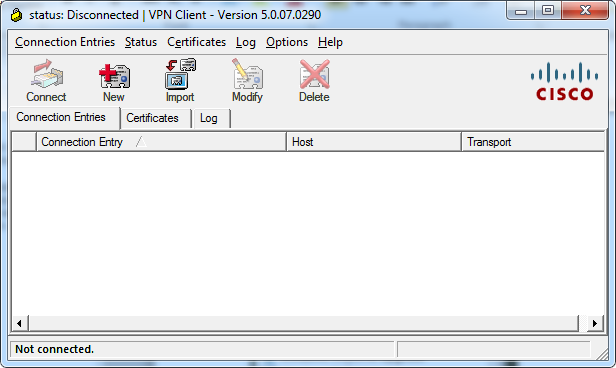 status: Disconnected | VPN Client - Version 5.0.07.0290
Connection Entries Status Certificates Log Options Help
Connect New Import Modify Delete
CISCO
Connection Entries Certificates Log
Connection Entry Host Transport
Not connected.